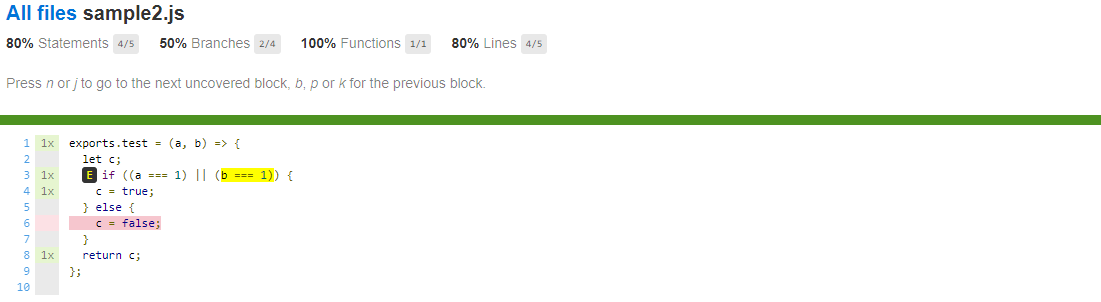 All files sample2.js
80% Statements 4/5 50% Branches 2/4 100% Functions 1/1 80% Lines 4/5
Press n or j to go to the next uncovered block, b, p or k for the previous block.
1 1x exports.test = (a, b) => {
2 let c;
3 1x E if ((a === 1) || (b === 1)) {
4 1x c = true;
5 } else {
6 c = false;
7 }
8 1x return c;
9 };
10